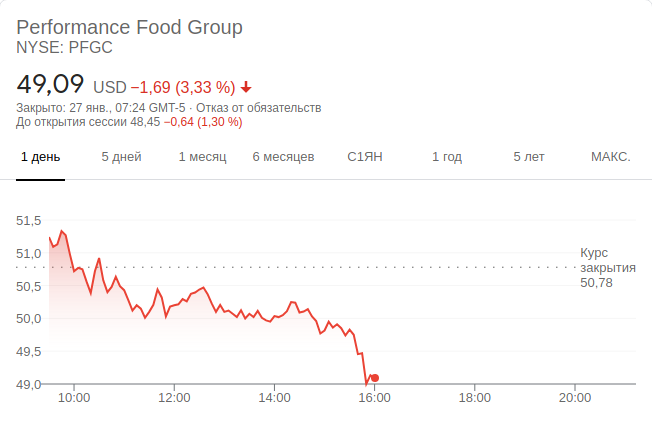 Performance Food Group
NYSE: PFGC
49,09 USD −1,69 (3,33 %)
Закрыто: 27 янв., 07:24 GMT-5 · Отказ от обязательств
До открытия сессии 48,45 −0,64 (1,30 %)
1 день 5 дней 1 месяц 6 месяцев С1ЯН 1 год 5 лет МАКС.
51,5
51,0
50,5
50,0
49,5
49,0
Курс
закрытия
50,78
10:00 12:00 14:00 16:00 18:00 20:00